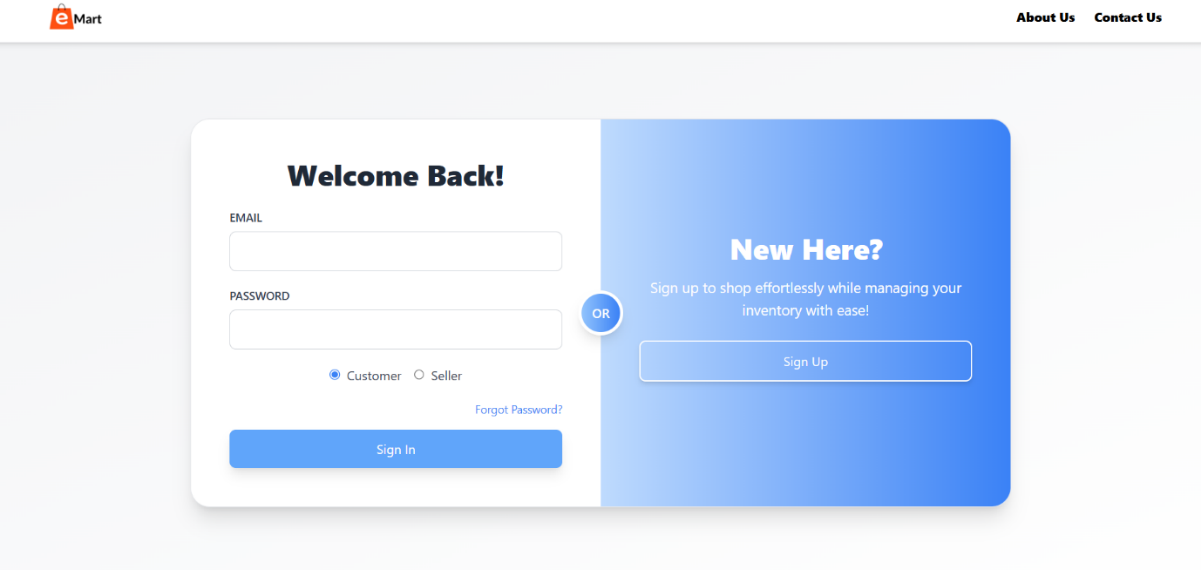 e Mart
About Us Contact Us
Welcome Back!
EMAIL
PASSWORD
Customer Seller
Forgot Password?
Sign In
OR
New Here?
Sign up to shop effortlessly while managing your
inventory with ease!
Sign Up